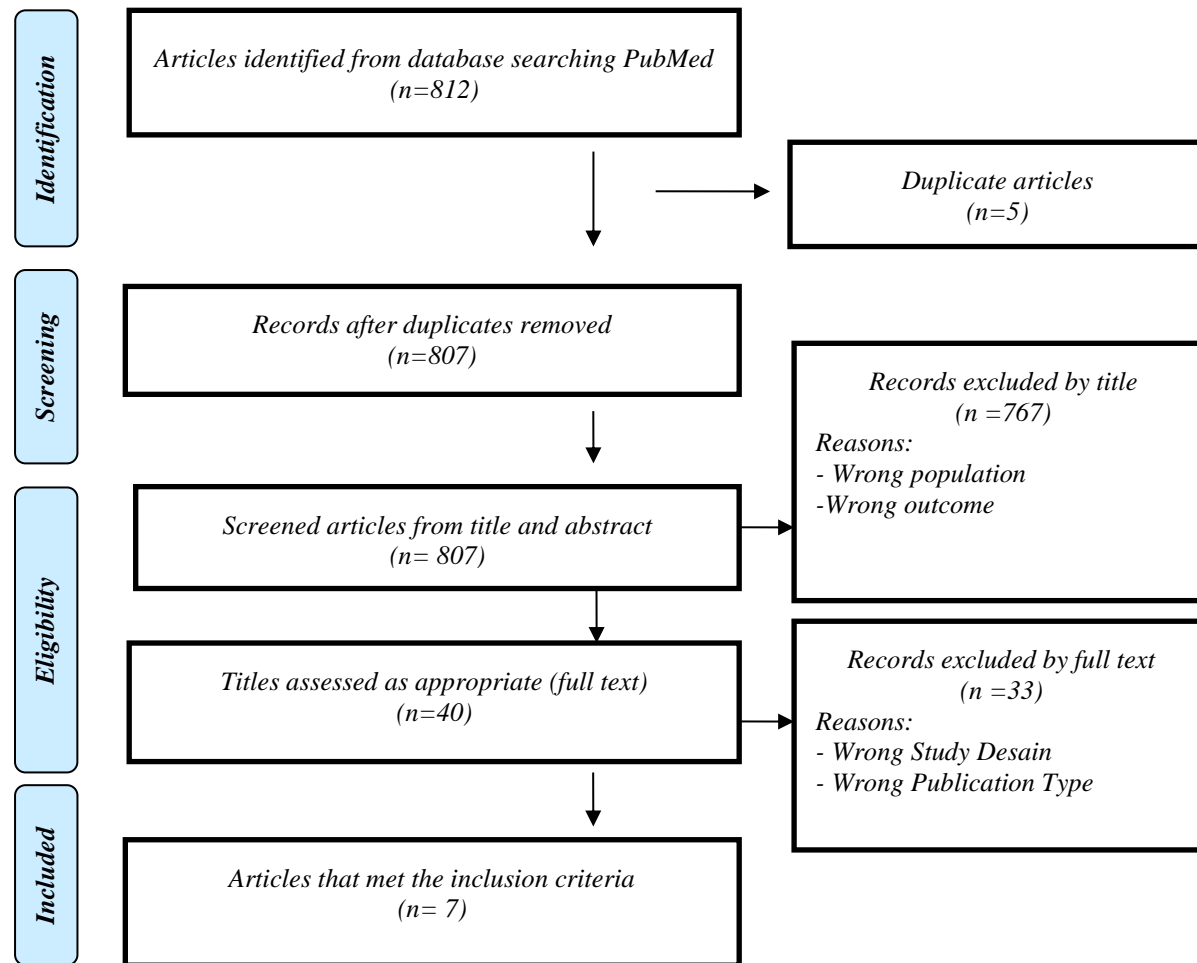 Identification
Articles identified from database searching PubMed
(n=812)
Duplicate articles
(n=5)
Screening
Records after duplicates removed
(n=807)
Records excluded by title
(n =767)
Reasons:
- Wrong population
-Wrong outcome
Eligibility
Screened articles from title and abstract
(n= 807)
Titles assessed as appropriate (full text)
(n=40)
Records excluded by full text
(n =33)
Reasons:
- Wrong Study Desain
- Wrong Publication Type
Included
Articles that met the inclusion criteria
(n= 7)